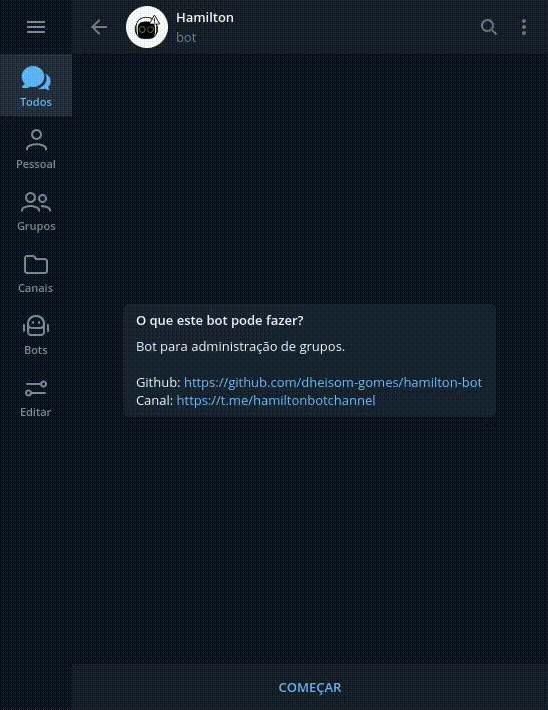 Hamilton
bot
Todos
Pessoal
Grupos
Canais
Bots
Editar
O que este bot pode fazer?
Bot para administração de grupos.
Github: https://github.com/dheisom-gomes/hamilton-bot
Canal: https://t.me/hamiltonbotchannel
COMEÇAR